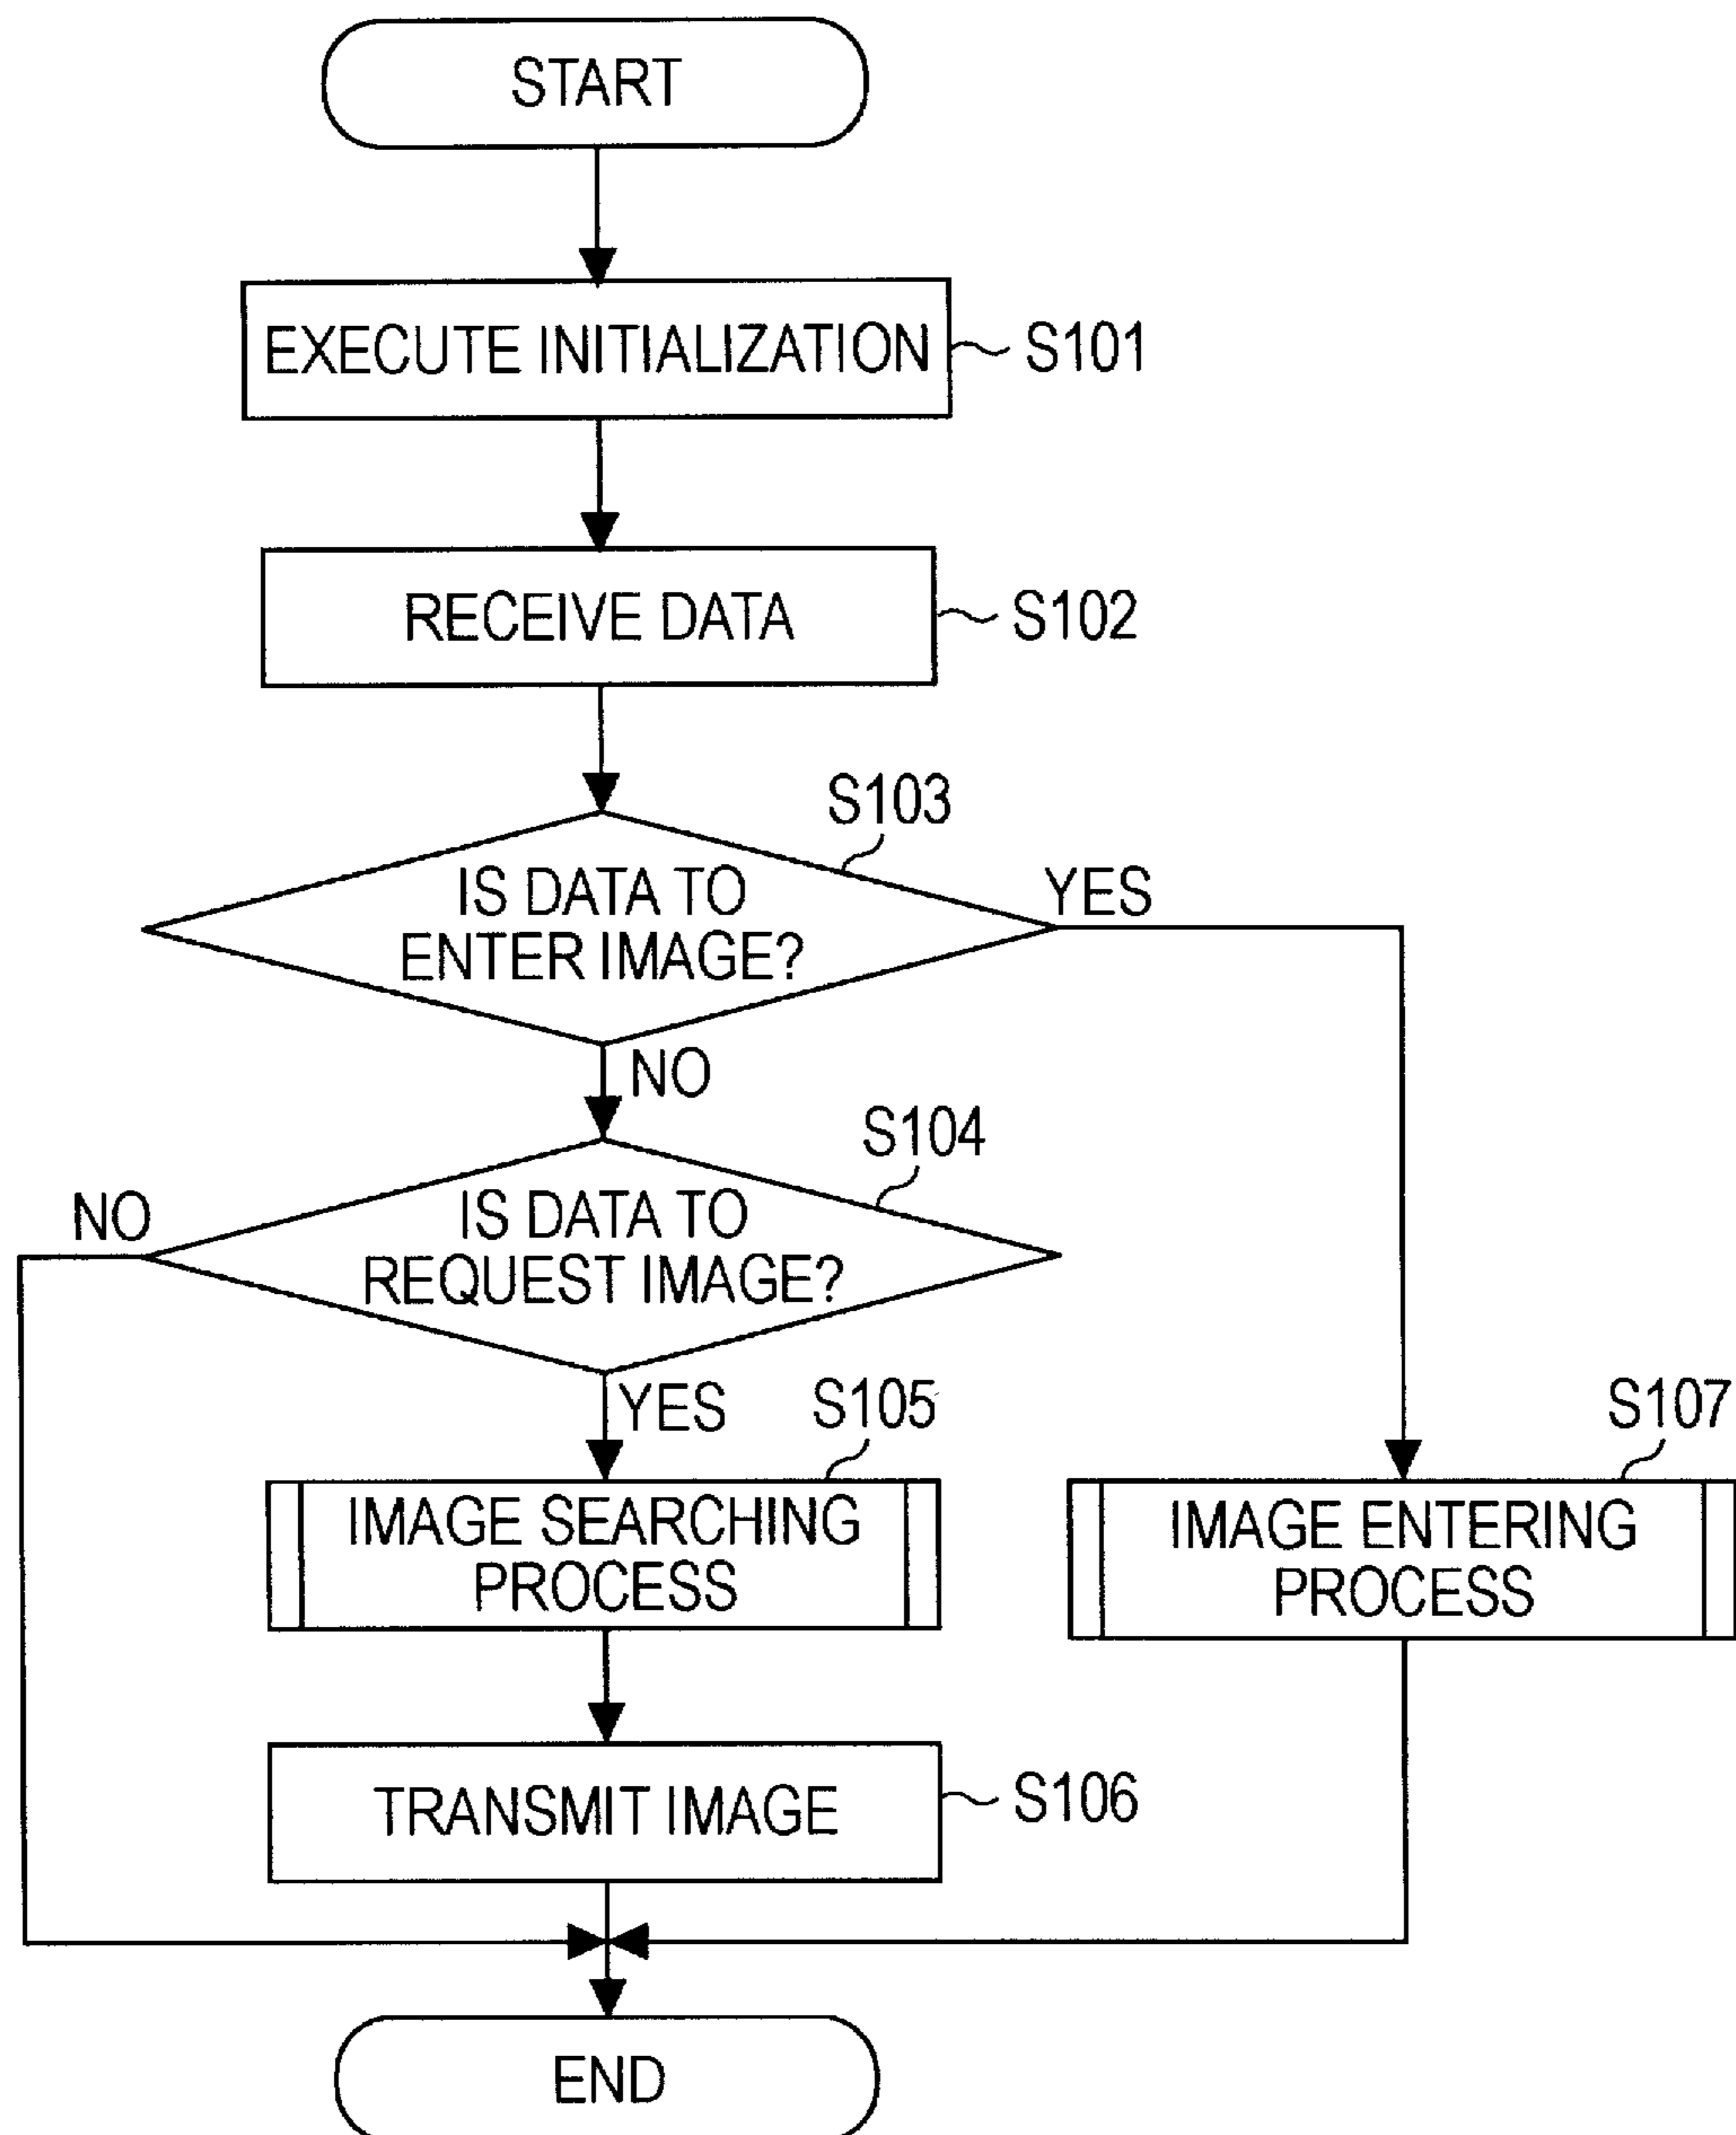 START
EXECUTE INITIALIZATION
S101
RECEIVE DATA
S102
S103
IS DATA TO
ENTER IMAGE?
YES
NO
S104
NO
IS DATA TO
REQUEST IMAGE?
YES
S105
S107
IMAGE SEARCHING
PROCESS
IMAGE ENTERING
PROCESS
TRANSMIT IMAGE
S106
END